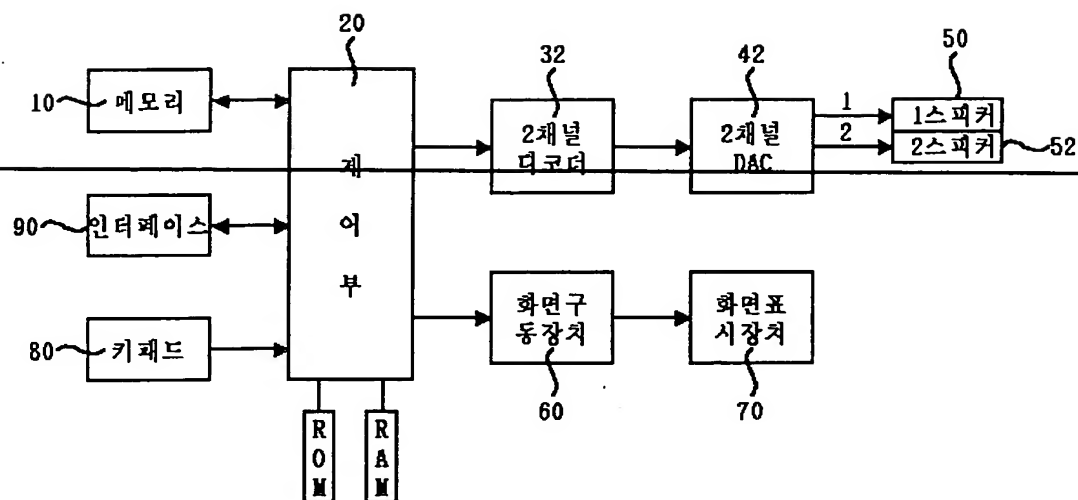 20
32
42
50
10
메모리
2채널
디코더
2채널
DAC
1
2
1스피커
2스피커
52
제
어
부
90
인터페이스
80
키패드
화면구
동장치
화면표
시장치
60
70
ROM
RAM